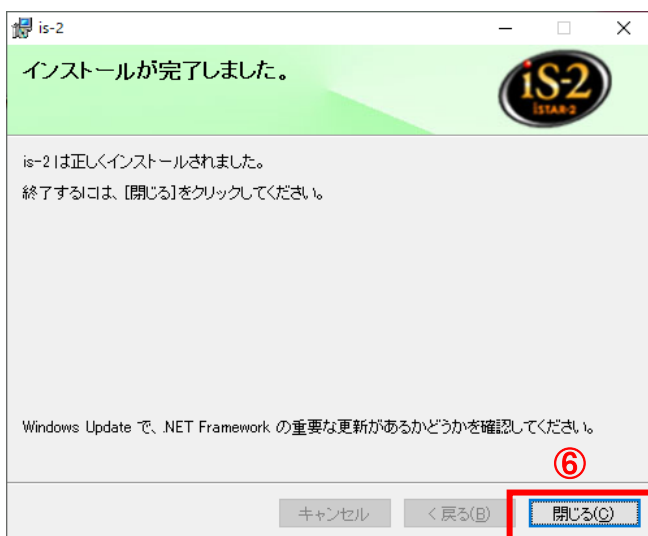 is-2
インストールが完了しました。
iS-2
iSTAR-2
is-2 は正しくインストールされました。
終了するには、[閉じる]をクリックしてください。
Windows Update で、.NET Framework の重要な更新があるかどうかを確認してください。
⑥
キャンセル
< 戻る(B)
閉じる(C)